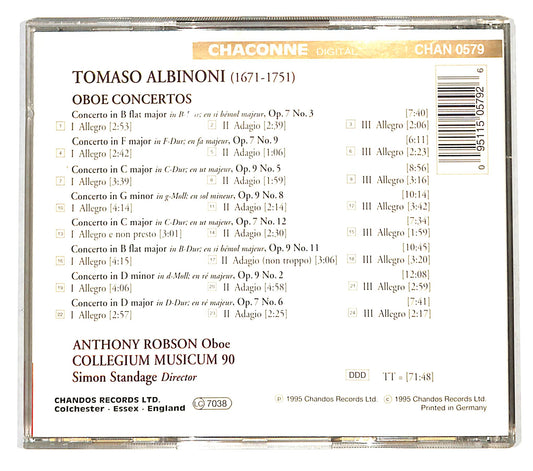 CHACONNE DIGITAL CHAN 0579
TOMASO ALBINONI (1671-1751)
OBOE CONCERTOS
Concerto in B flat major in B- en si bémol majeur, Op. 7 No. 3 [7:40]
1 I Allegro [2:53] 2 II Adagio [2:39] 3 III Allegro [2:06]
Concerto in F major in F-Dur; en fa majeur, Op. 7 No. 9 [6:11]
4 I Allegro [2:42] 5 II Adagio [1:06] 6 III Allegro [2:23]
Concerto in C major in C-Dur; en ut majeur, Op. 9 No. 5 [8:56]
7 I Allegro [3:39] 8 II Adagio [1:59] 9 III Allegro [3:16]
Concerto in G minor in g-Moll: en sol mineur, Op. 9 No. 8 [10:14]
10 I Allegro [4:14] 11 II Adagio [2:14] 12 III Allegro [3:42]
Concerto in C major in C-Dur; en ut majeur, Op. 7 No. 12 [7:34]
13 I Allegro e non presto [3:01] 14 II Adagio [2:30] 15 III Allegro [1:59]
Concerto in B flat major in B-Dur; en si bémol majeur, Op. 9 No. 11 [10:45]
16 I Allegro [4:15] 17 II Adagio (non troppo) [3:06] 18 III Allegro [3:20]
Concerto in D minor in d-Moll; en ré majeur, Op. 9 No. 2 [12:08]
19 I Allegro [4:06] 20 II Adagio [4:58] 21 III Allegro [2:59]
Concerto in D major in D-Dur; en ré majeur, Op. 7 No. 6 [7:41]
22 I Allegro [2:57] 23 II Adagio [2:25] 24 III Allegro [2:17]
ANTHONY ROBSON Oboe
COLLEGIUM MUSICUM 90
Simon Standage Director
DDD TT = [71:48]
CHANDOS RECORDS LTD.
Colchester · Essex · England
LC 7038
℗ 1995 Chandos Records Ltd. © 1995 Chandos Records Ltd.
Printed in Germany
0 95115 05792 6